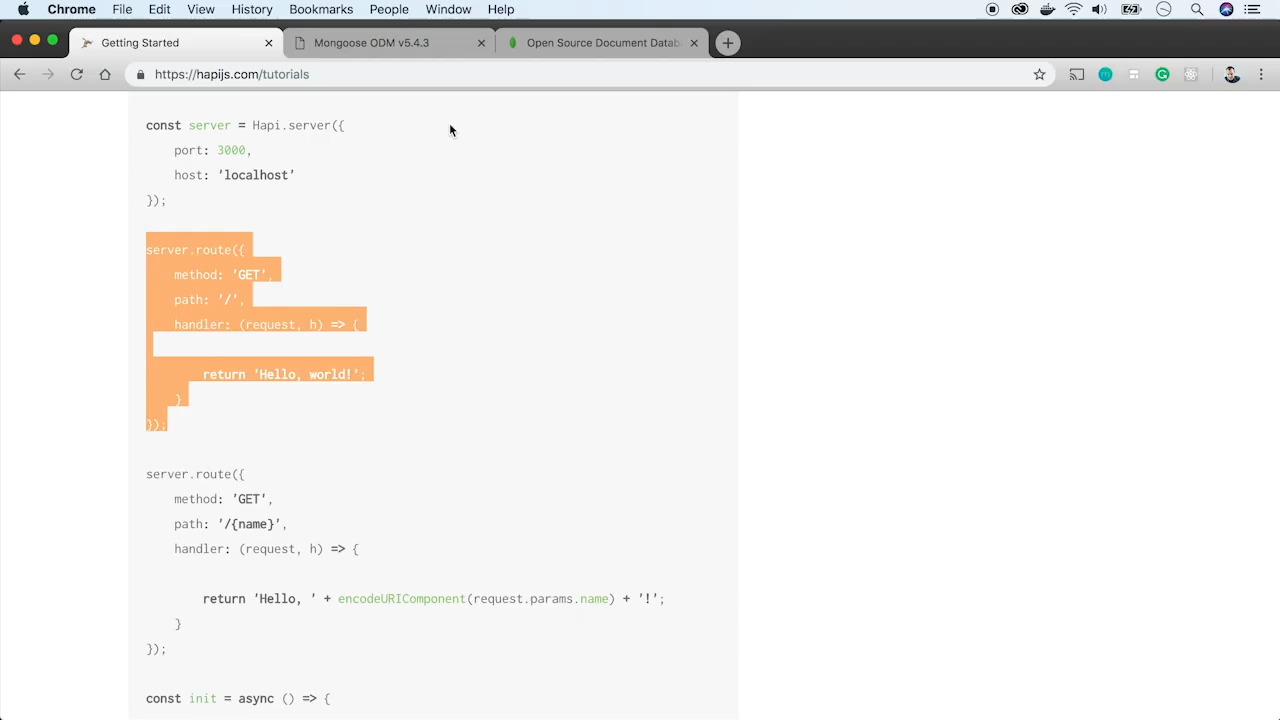 Chrome File Edit View History Bookmarks People Window Help
Getting Started
Mongoose ODM v5.4.3
Open Source Document Datab
https://hapijs.com/tutorials
const server = Hapi.server({
port: 3000,
host: 'localhost'
});
server.route({
method: 'GET',
path: '/',
handler: (request, h) => {
return 'Hello, world!';
}
});
server.route({
method: 'GET',
path: '/{name}',
handler: (request, h) => {
return 'Hello, ' + encodeURIComponent(request.params.name) + '!';
}
});
const init = async () => {